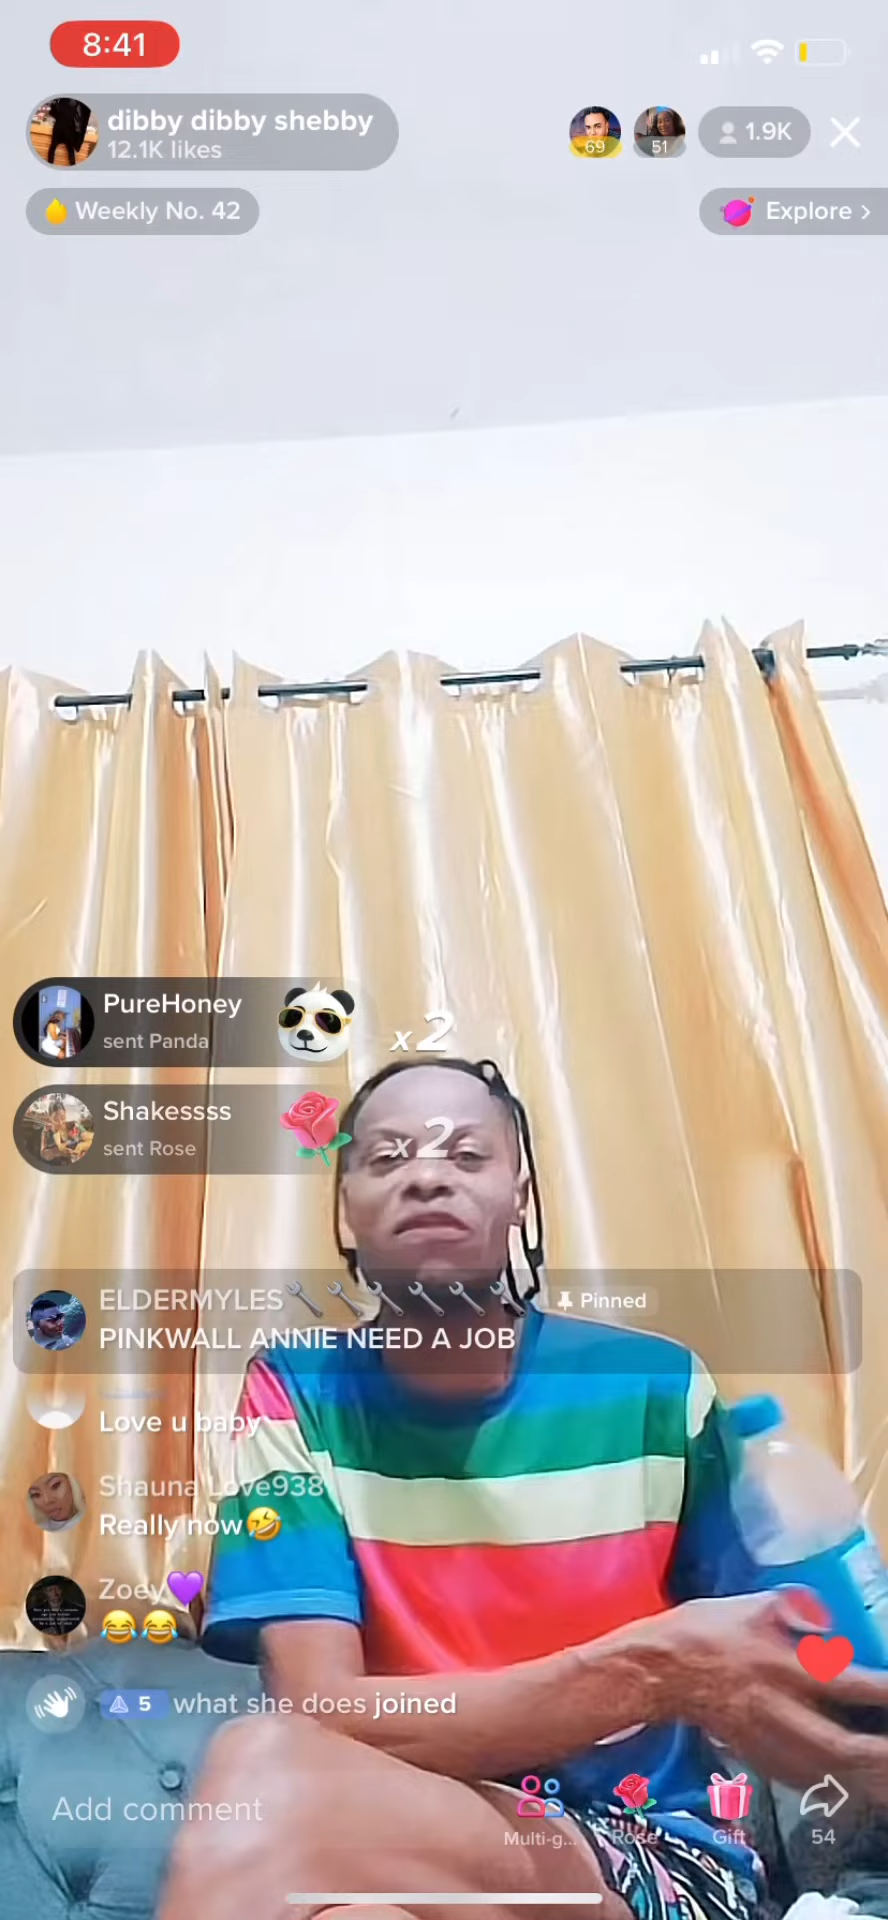 8:41
dibby dibby shebby
12.1K likes
69
51
1.9K
Weekly No. 42
Explore >
PureHoney
sent Panda
x2
Shakessss
sent Rose
x2
ELDERMYLES🔧🔧🔧🔧🔧🔧
Pinned
PINKWALL ANNIE NEED A JOB
Love u baby
Shauna Love938
Really now🤣
Zoey💜
😂😂
5 what she does joined
Add comment
Multi-g...
Rose
Gift
54